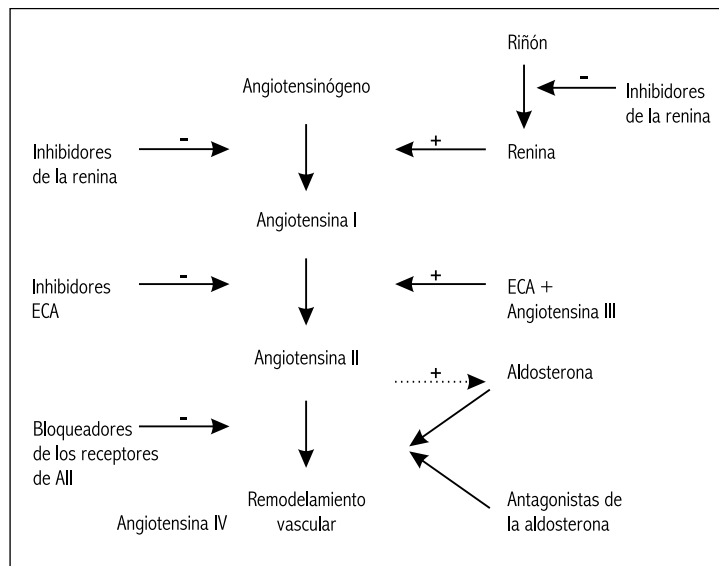 Riñón
-
Angiotensinógeno
Inhibidores
de la renina
-
+
Inhibidores
de la renina
Renina
Angiotensina I
-
+
Inhibidores
ECA
ECA +
Angiotensina III
Angiotensina II
+
Aldosterona
-
Bloqueadores
de los receptores
de AII
Remodelamiento
vascular
Angiotensina IV
Antagonistas de
la aldosterona